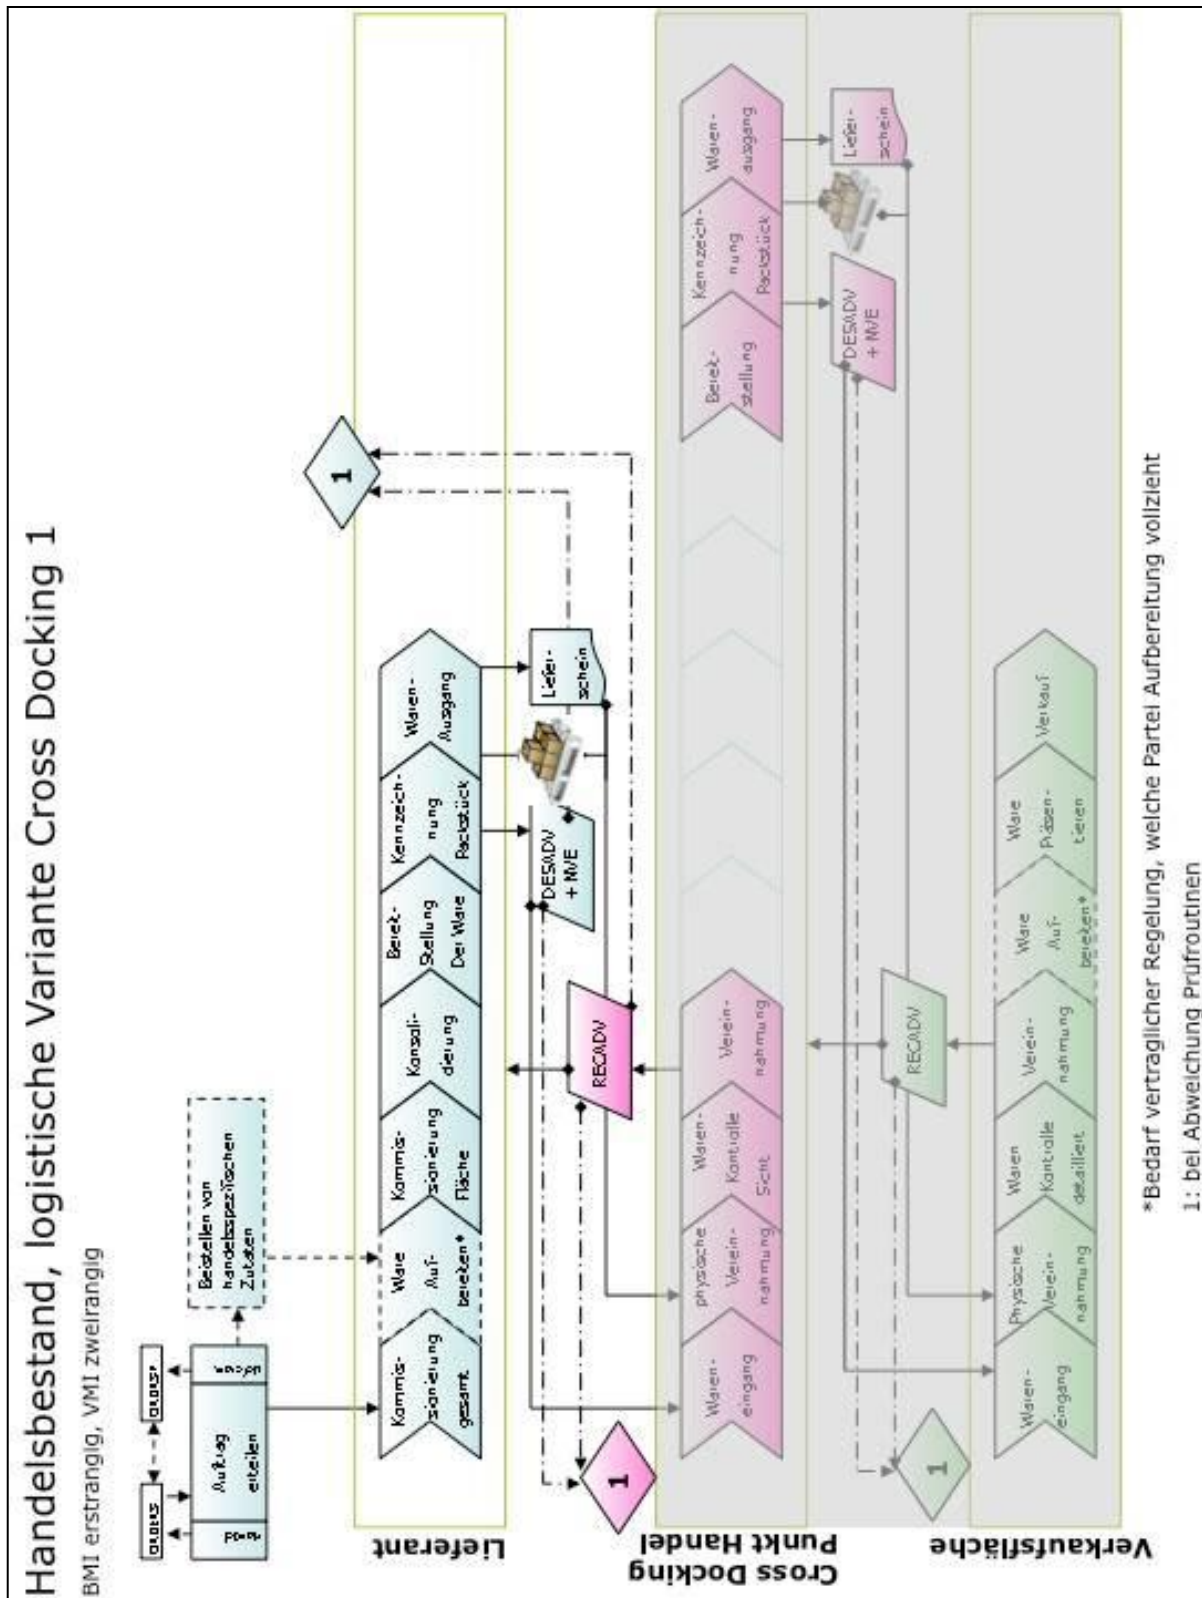 Handelsbestand, logistische Variante Cross Docking 1
BMI erstrangig, VMI zweitrangig
ORDERS
ORDRSP
Auftrag
erteilen
Beistellen von
handelsspezifischen
Zutaten
Lieferant
Kommis-
sionierung
gesamt
Ware
Auf-
bereiten*
Kommis-
sionierung
Fläche
Konsoli-
dierung
Bereit-
Stellung
Der Ware
Kennzeich-
nung
Packstück
Waren-
Ausgang
1
DESADV
+ NVE
Liefer-
schein
RECADV
1
Cross Docking
Punkt Handel
Waren-
eingang
physische
Verein-
nahmung
Waren-
Kontrolle
Sicht
Verein-
nahmung
Bereit-
stellung
Kennzeich-
nung
Packstück
Waren-
ausgang
DESADV
+ NVE
Liefer-
schein
RECADV
1
Verkaufsfläche
Waren-
eingang
Physische
Verein-
nahmung
Waren
Kontrolle
detailliert
Verein-
nahmung
Ware
Auf-
bereiten*
Ware
Präsen-
tieren
Verkauf
*Bedarf vertraglicher Regelung, welche Partei Aufbereitung vollzieht
1: bei Abweichung Prüfroutinen